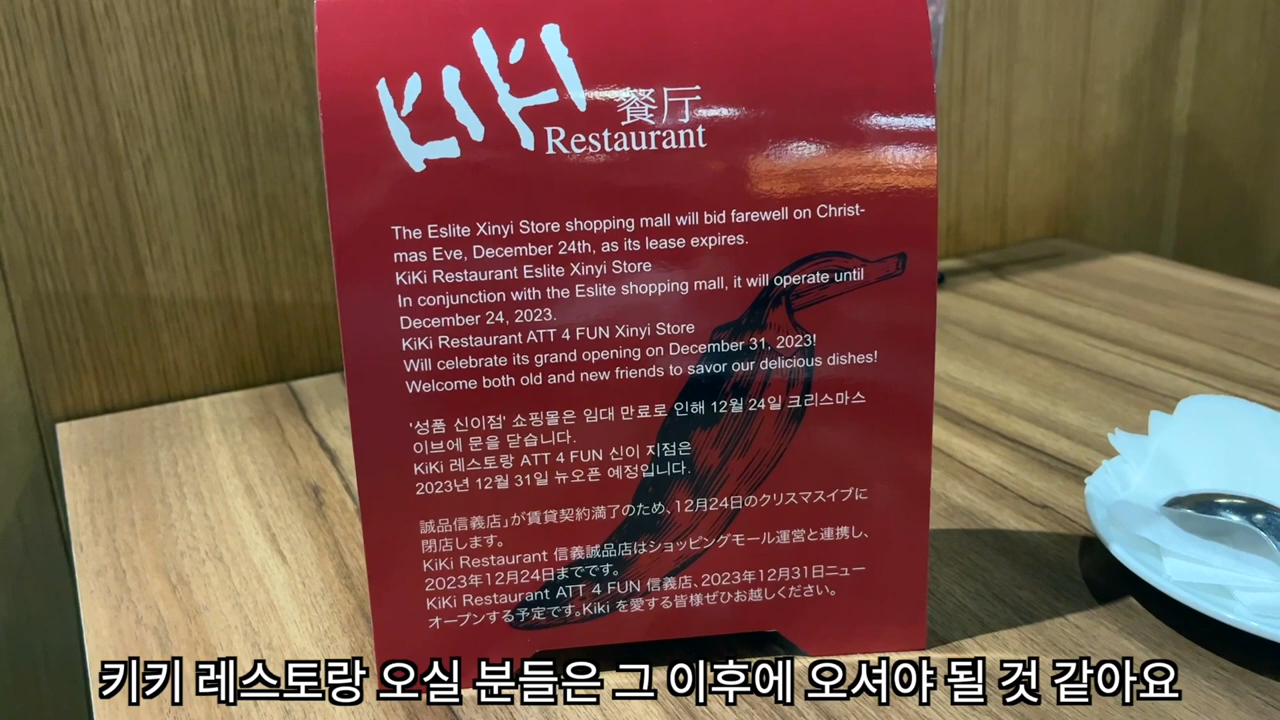 KiKi 餐厅
Restaurant
The Eslite Xinyi Store shopping mall will bid farewell on Christ-
mas Eve, December 24th, as its lease expires.
KiKi Restaurant Eslite Xinyi Store
In conjunction with the Eslite shopping mall, it will operate until
December 24, 2023.
KiKi Restaurant ATT 4 FUN Xinyi Store
Will celebrate its grand opening on December 31, 2023!
Welcome both old and new friends to savor our delicious dishes!
'성품 신이점' 쇼핑몰은 임대 만료로 인해 12월 24일 크리스마스
이브에 문을 닫습니다.
KiKi 레스토랑 ATT 4 FUN 신이 지점은
2023년 12월 31일 뉴오픈 예정입니다.
誠品信義店」が賃貸契約満了のため、12月24日のクリスマスイブに
閉店します。
KiKi Restaurant 信義誠品店はショッピングモール運営と連携し、
2023年12月24日までです。
KiKi Restaurant ATT 4 FUN 信義店、2023年12月31日ニュー
オープンする予定です。Kiki を愛する皆様ぜひお越しください。
키키 레스토랑 오실 분들은 그 이후에 오셔야 될 것 같아요